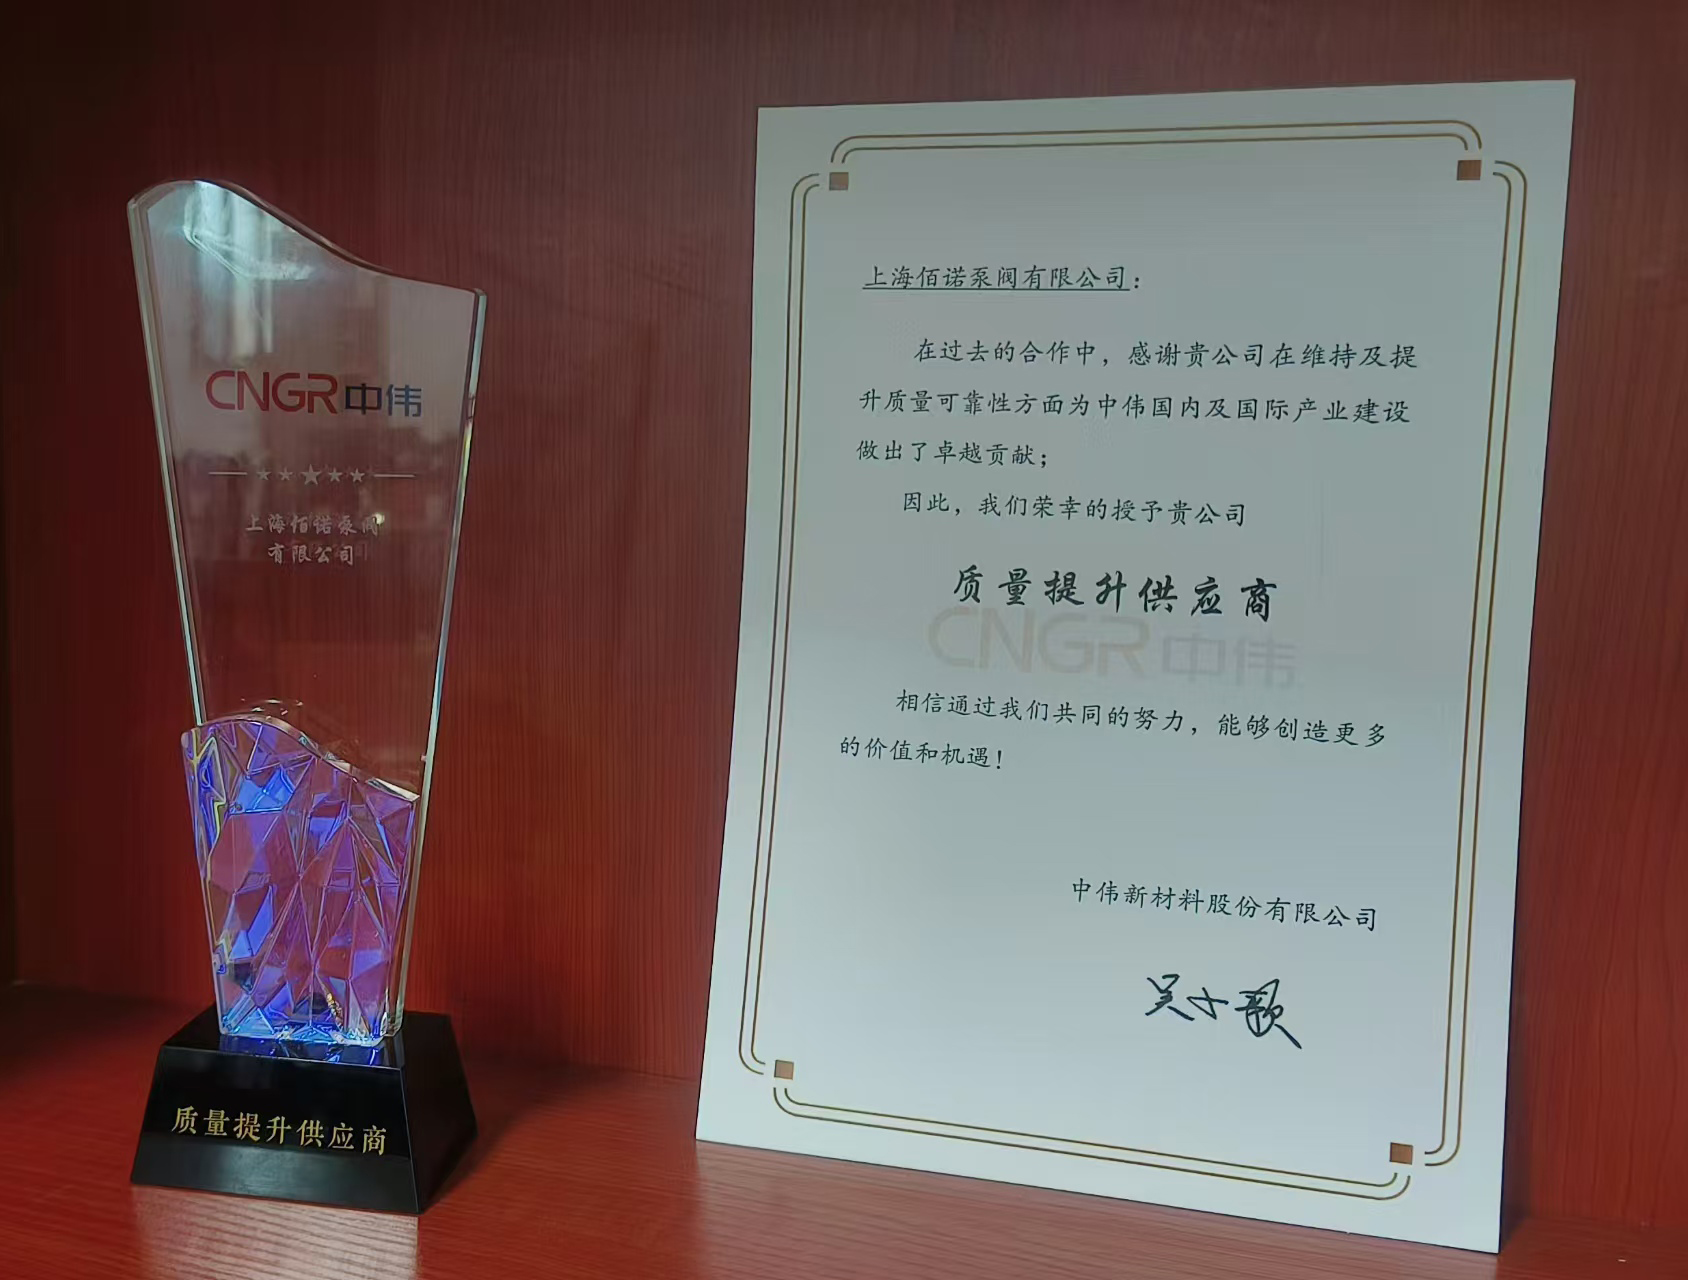 CNGR中伟
上海佰诺泵阀
有限公司
质量提升供应商
上海佰诺泵阀有限公司：
在过去的合作中，感谢贵公司在维持及提
升质量可靠性方面为中伟国内及国际产业建设
做出了卓越贡献；
因此，我们荣幸的授予贵公司
质量提升供应商
CNGR中伟
相信通过我们共同的努力，能够创造更多
的价值和机遇！
中伟新材料股份有限公司
吴小歌